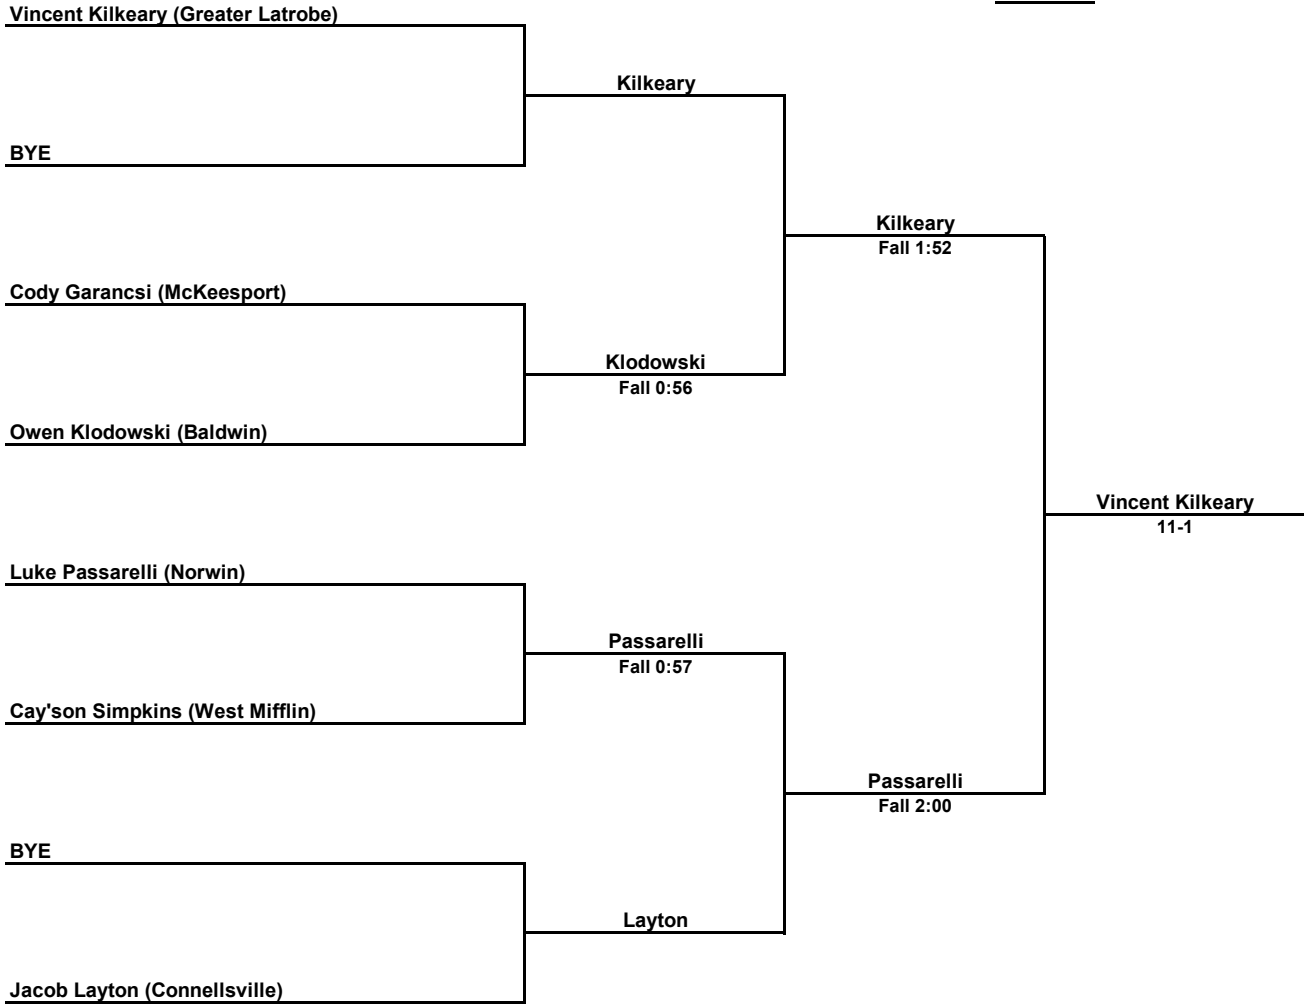 Vincent Kilkeary (Greater Latrobe)
Kilkeary
BYE
Kilkeary
Fall 1:52
Cody Garancsi (McKeesport)
Klodowski
Fall 0:56
Owen Klodowski (Baldwin)
Vincent Kilkeary
11-1
Luke Passarelli (Norwin)
Passarelli
Fall 0:57
Cay'son Simpkins (West Mifflin)
Passarelli
Fall 2:00
BYE
Layton
Jacob Layton (Connellsville)